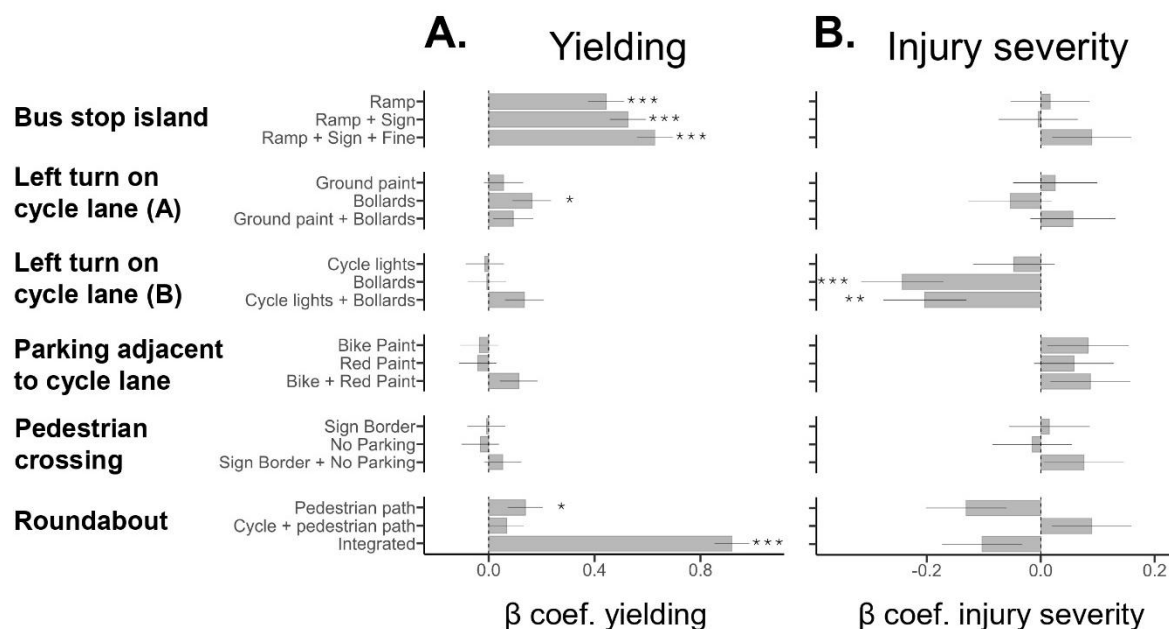 A. Yielding
B. Injury severity
Bus stop island
Ramp
***
Ramp + Sign
***
Ramp + Sign + Fine
***
Left turn on
cycle lane (A)
Ground paint
Bollards
*
Ground paint + Bollards
Left turn on
cycle lane (B)
Cycle lights
Bollards
***
Cycle lights + Bollards
**
Parking adjacent
to cycle lane
Bike Paint
Red Paint
Bike + Red Paint
Pedestrian
crossing
Sign Border
No Parking
Sign Border + No Parking
Roundabout
Pedestrian path
*
Cycle + pedestrian path
Integrated
***
0.0 0.4 0.8
-0.2 0.0 0.2
β coef. yielding
β coef. injury severity